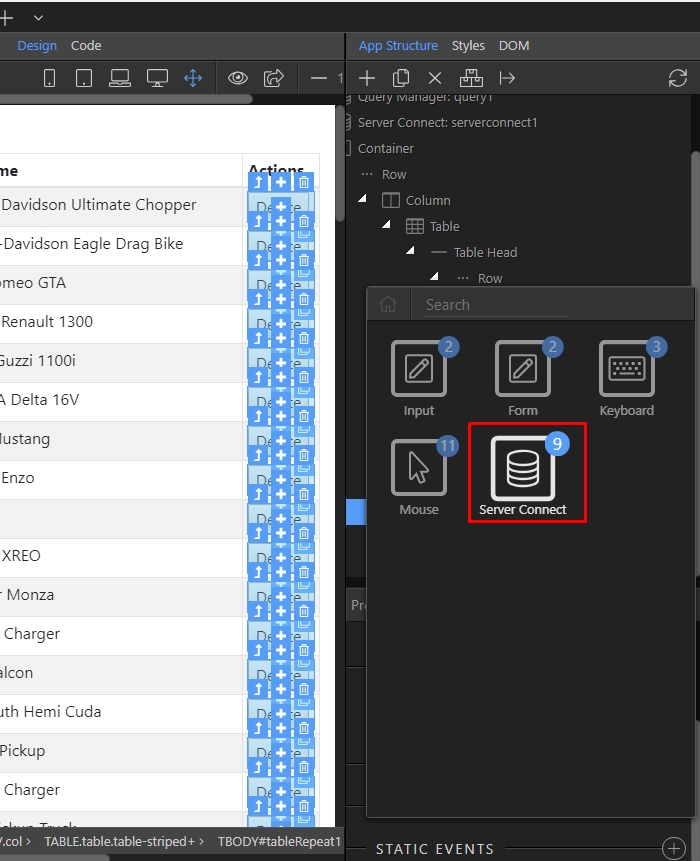 Design Code
App Structure Styles DOM
1
Query Manager: query1
Server Connect: serverconnect1
Container
Row
Column
Table
Table Head
Row
me
Actions
Davidson Ultimate Chopper
-Davidson Eagle Drag Bike
omeo GTA
Renault 1300
Guzzi 1100i
A Delta 16V
Mustang
Enzo
XREO
r Monza
Charger
alcon
uth Hemi Cuda
Pickup
Charger
Search
2
Input
2
Form
3
Keyboard
11
Mouse
9
Server Connect
Pr
V.col > TABLE.table.table-striped+ > TBODY#tableRepeat1
STATIC EVENTS